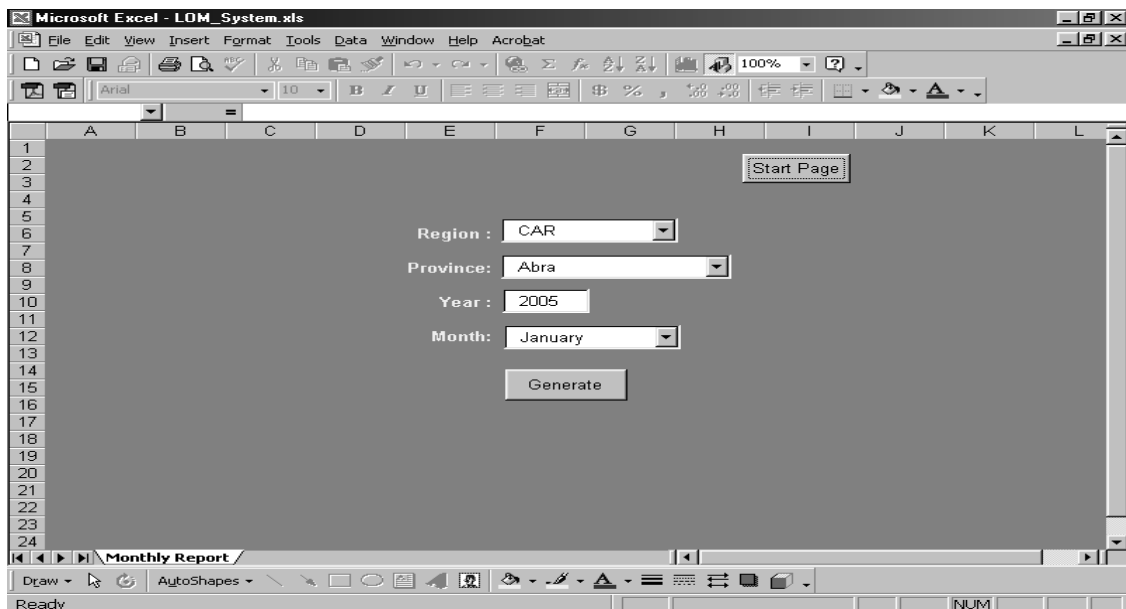 Microsoft Excel - LOM_System.xls
File Edit View Insert Format Tools Data Window Help Acrobat
100%
Arial 10 B I U
=
A B C D E F G H I J K L
1
2
3
4
5
6
7
8
9
10
11
12
13
14
15
16
17
18
19
20
21
22
23
24
Start Page
Region : CAR
Province: Abra
Year : 2005
Month: January
Generate
Monthly Report
Draw AutoShapes
Ready NUM